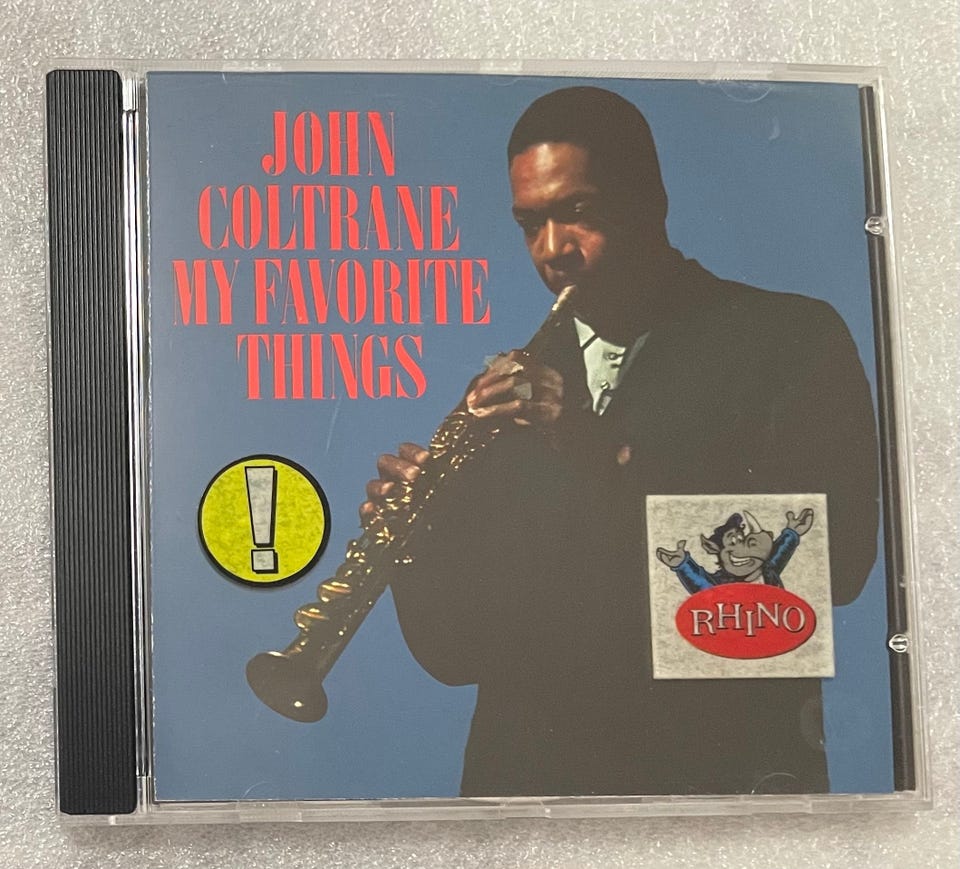 JOHN
COLTRANE
MY FAVORITE
THINGS
!
RHINO